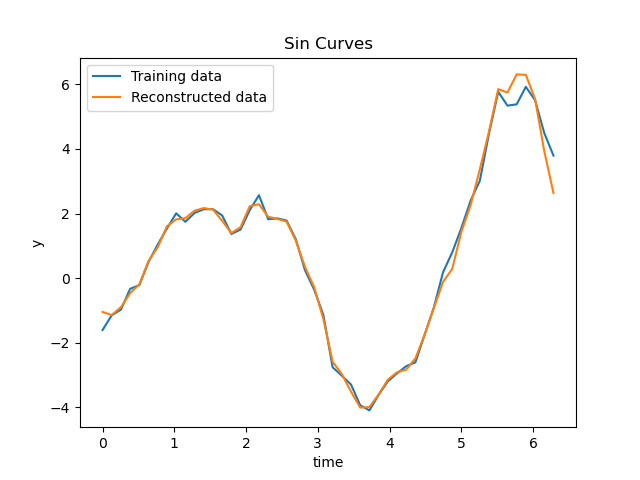 Sin Curves
Training data
Reconstructed data
y
6
4
2
0
−2
−4
0 1 2 3 4 5 6
time